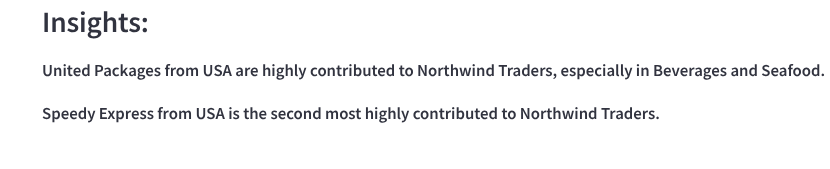 Insights:
United Packages from USA are highly contributed to Northwind Traders, especially in Beverages and Seafood.
Speedy Express from USA is the second most highly contributed to Northwind Traders.